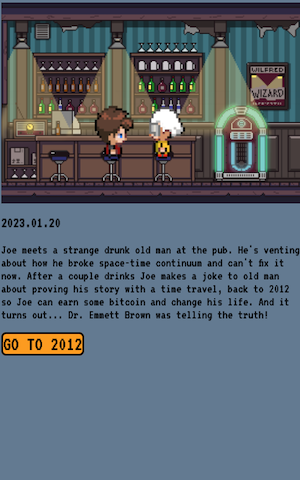 WILFRED
WIZARD
2023.01.20
Joe meets a strange drunk old man at the pub. He's venting
about how he broke space-time continuum and can't fix it
now. After a couple drinks Joe makes a joke to old man
about proving his story with a time travel, back to 2012
so Joe can earn some bitcoin and change his life. And it
turns out... Dr. Emmett Brown was telling the truth!
GO TO 2012